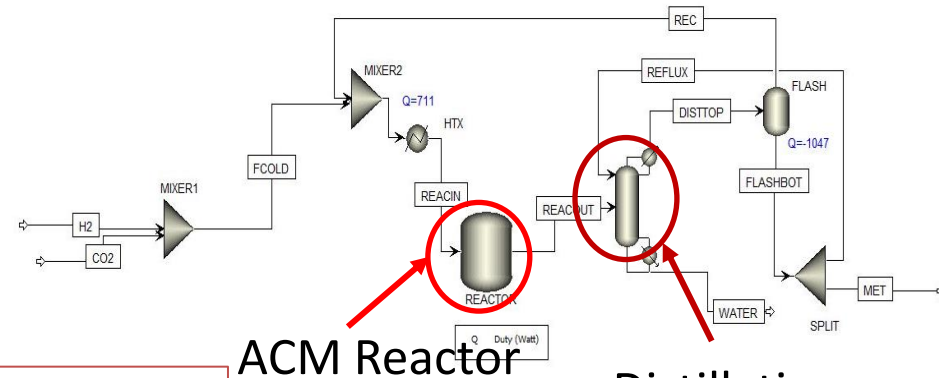 REC
REFLUX
MIXER2
FLASH
Q=711
DISTTOP
HTX
Q=-1047
FCOLD
FLASHBOT
MIXER1
REACIN
REACOUT
H2
CO2
MET
REACTOR
WATER
SPLIT
Q Duty (Watt)
ACM Reactor